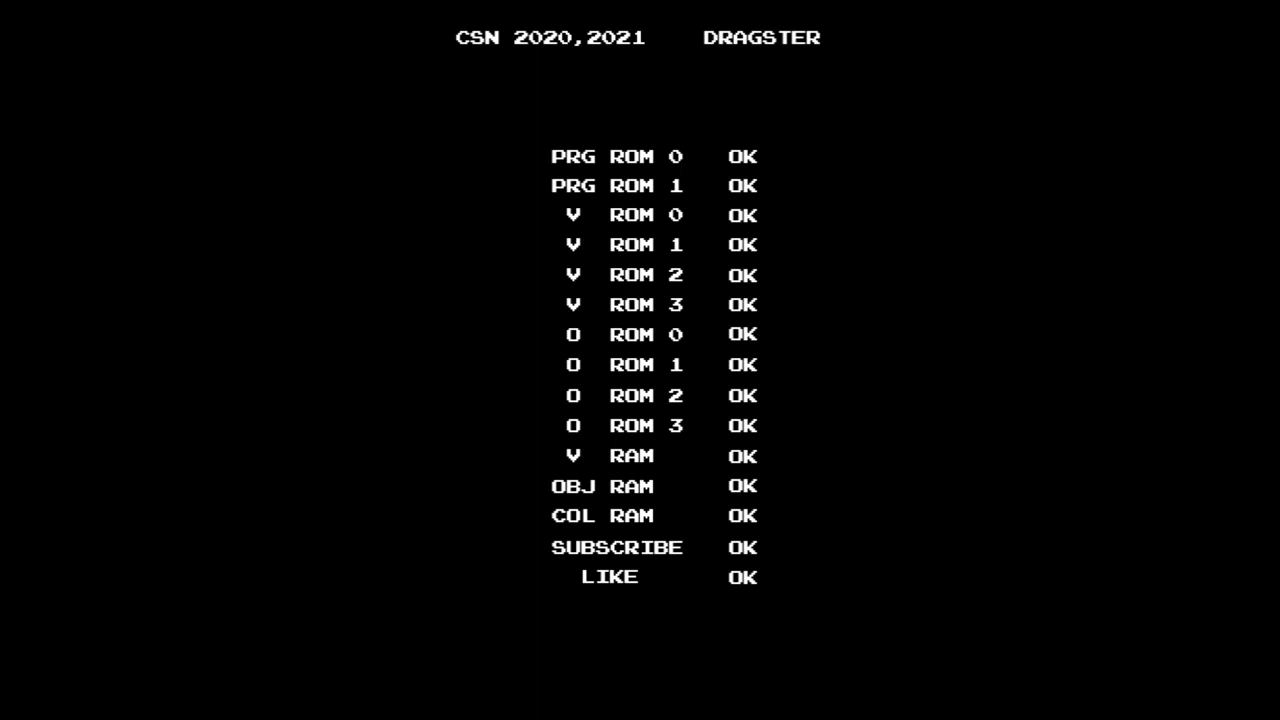 CSN 2020,2021 DRAGSTER
PRG ROM 0 OK
PRG ROM 1 OK
V ROM 0 OK
V ROM 1 OK
V ROM 2 OK
V ROM 3 OK
O ROM 0 OK
O ROM 1 OK
O ROM 2 OK
O ROM 3 OK
V RAM OK
OBJ RAM OK
COL RAM OK
SUBSCRIBE OK
LIKE OK